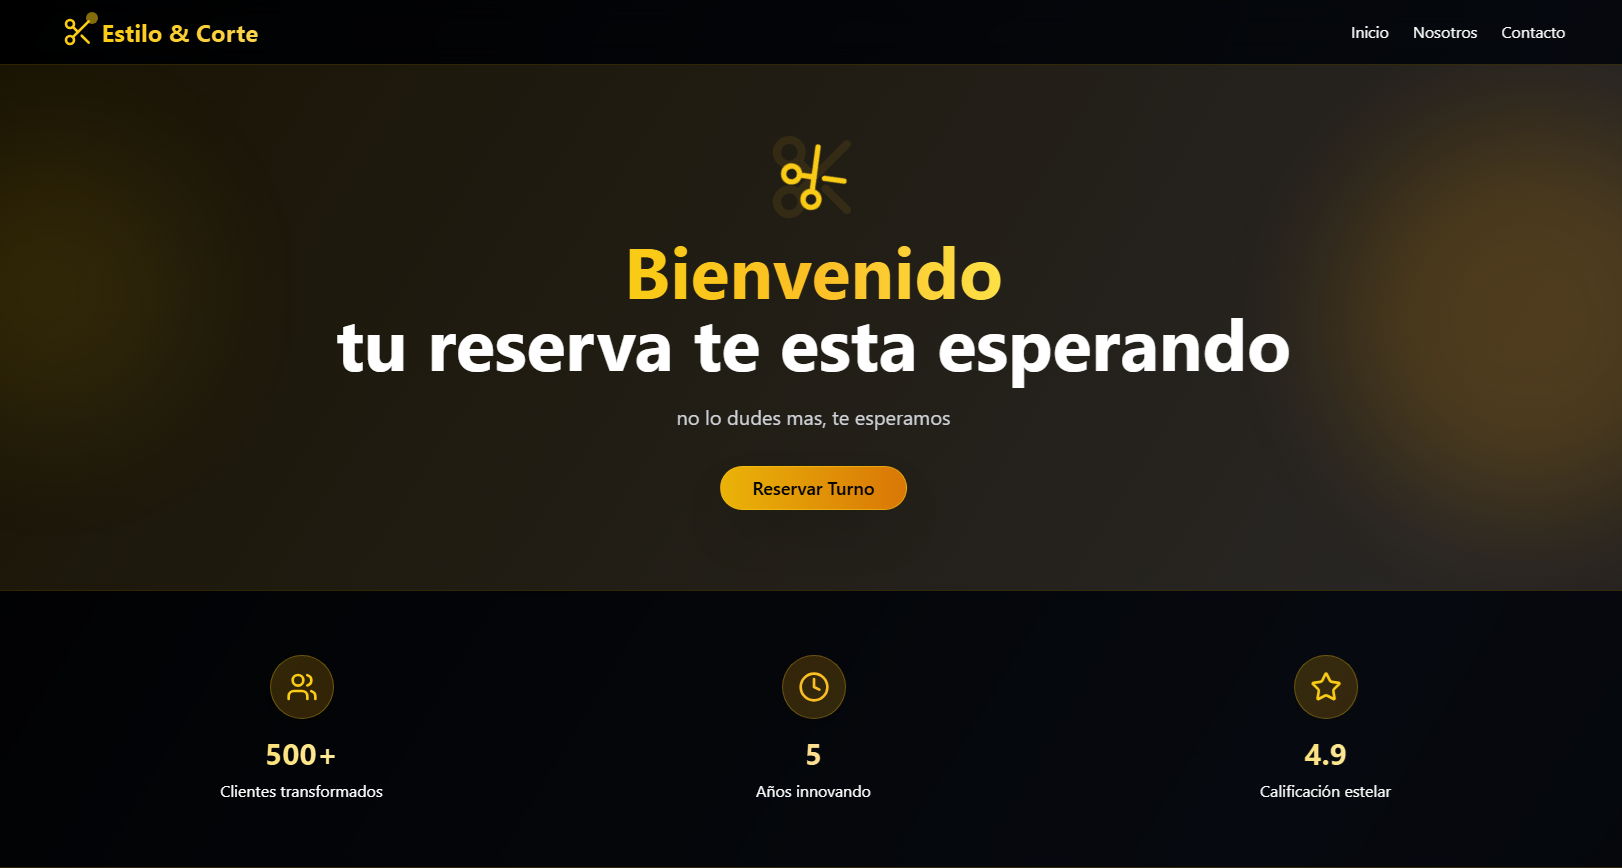 Estilo & Corte
Inicio Nosotros Contacto
Bienvenido
tu reserva te esta esperando
no lo dudes mas, te esperamos
Reservar Turno
500+
Clientes transformados
5
Años innovando
4.9
Calificación estelar